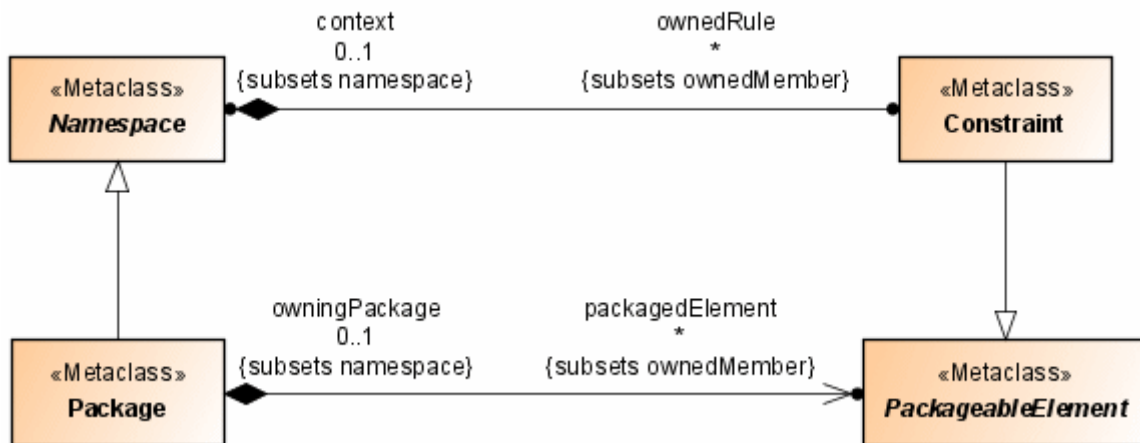 context
0..1
{subsets namespace}
ownedRule
*
{subsets ownedMember}
«Metaclass»
Namespace
«Metaclass»
Constraint
owningPackage
0..1
{subsets namespace}
packagedElement
*
{subsets ownedMember}
«Metaclass»
Package
«Metaclass»
PackageableElement